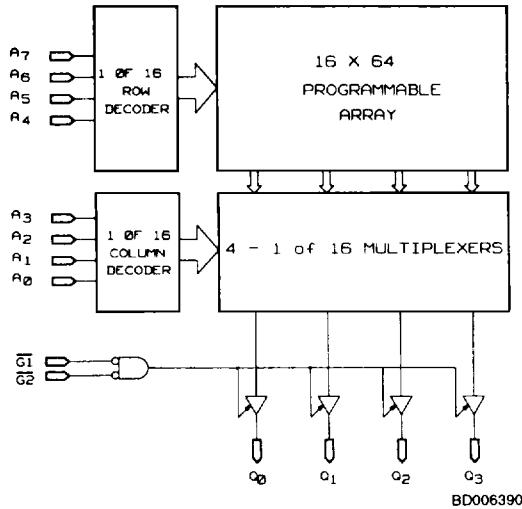 A7
A6
A5
A4
1 ØF 16
ROW
DECODER
16 X 64
PROGRAMMABLE
ARRAY
A3
A2
A1
AØ
1 ØF 16
COLUMN
DECODER
4 - 1 of 16 MULTIPLEXERS
G1
G2
QØ
Q1
Q2
Q3
BD006390